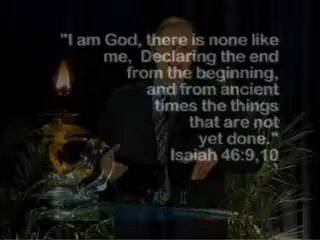 "I am God, there is none like
me,  Declaring the end
from the beginning,
and from ancient
times the things
that are not
yet done."
Isaiah 46:9,10